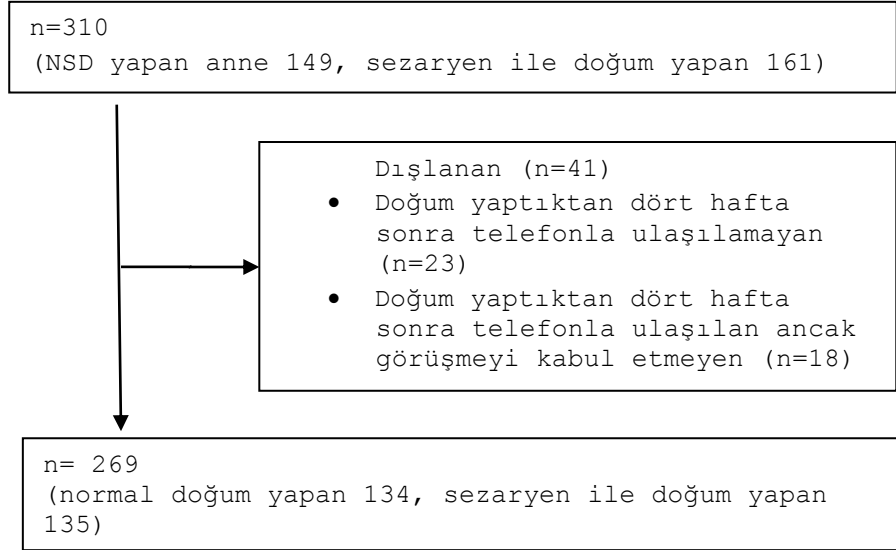 n=310
(NSD yapan anne 149, sezaryen ile doğum yapan 161)
Dışlanan (n=41)
• Doğum yaptıktan dört hafta
sonra telefonla ulaşılamayan
(n=23)
• Doğum yaptıktan dört hafta
sonra telefonla ulaşılan ancak
görüşmeyi kabul etmeyen (n=18)
n= 269
(normal doğum yapan 134, sezaryen ile doğum yapan
135)